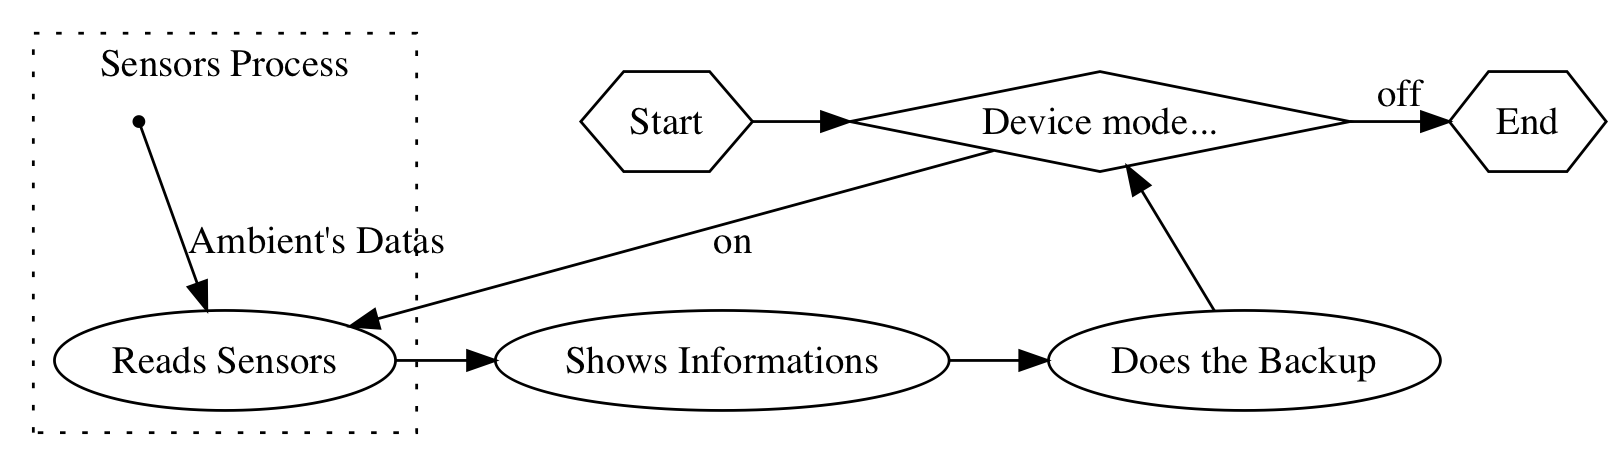 Sensors Process
Start
Device mode...
off
End
Ambient's Datas
on
Reads Sensors
Shows Informations
Does the Backup